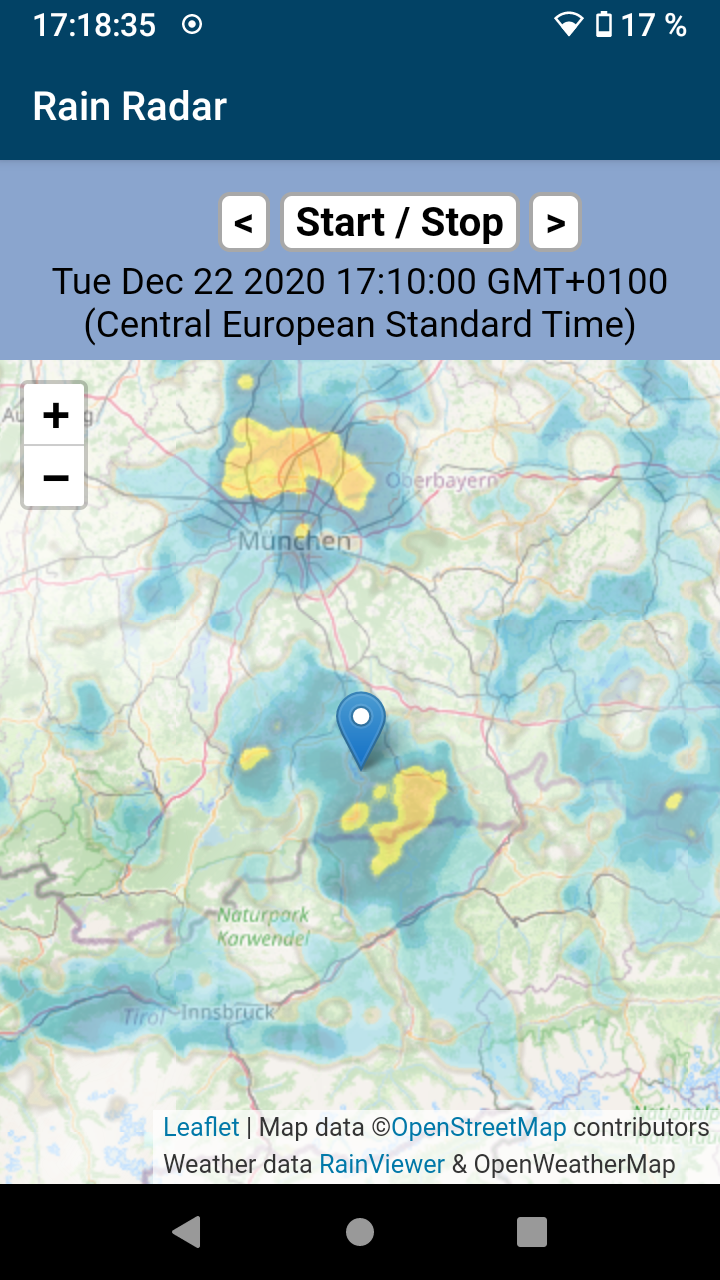 17:18:35
17 %
Rain Radar
<
Start / Stop
>
Tue Dec 22 2020 17:10:00 GMT+0100
(Central European Standard Time)
+
−
Oberbayern
München
Naturpark
Karwendel
Tirol
Innsbruck
Leaflet | Map data ©OpenStreetMap contributors
Weather data RainViewer & OpenWeatherMap